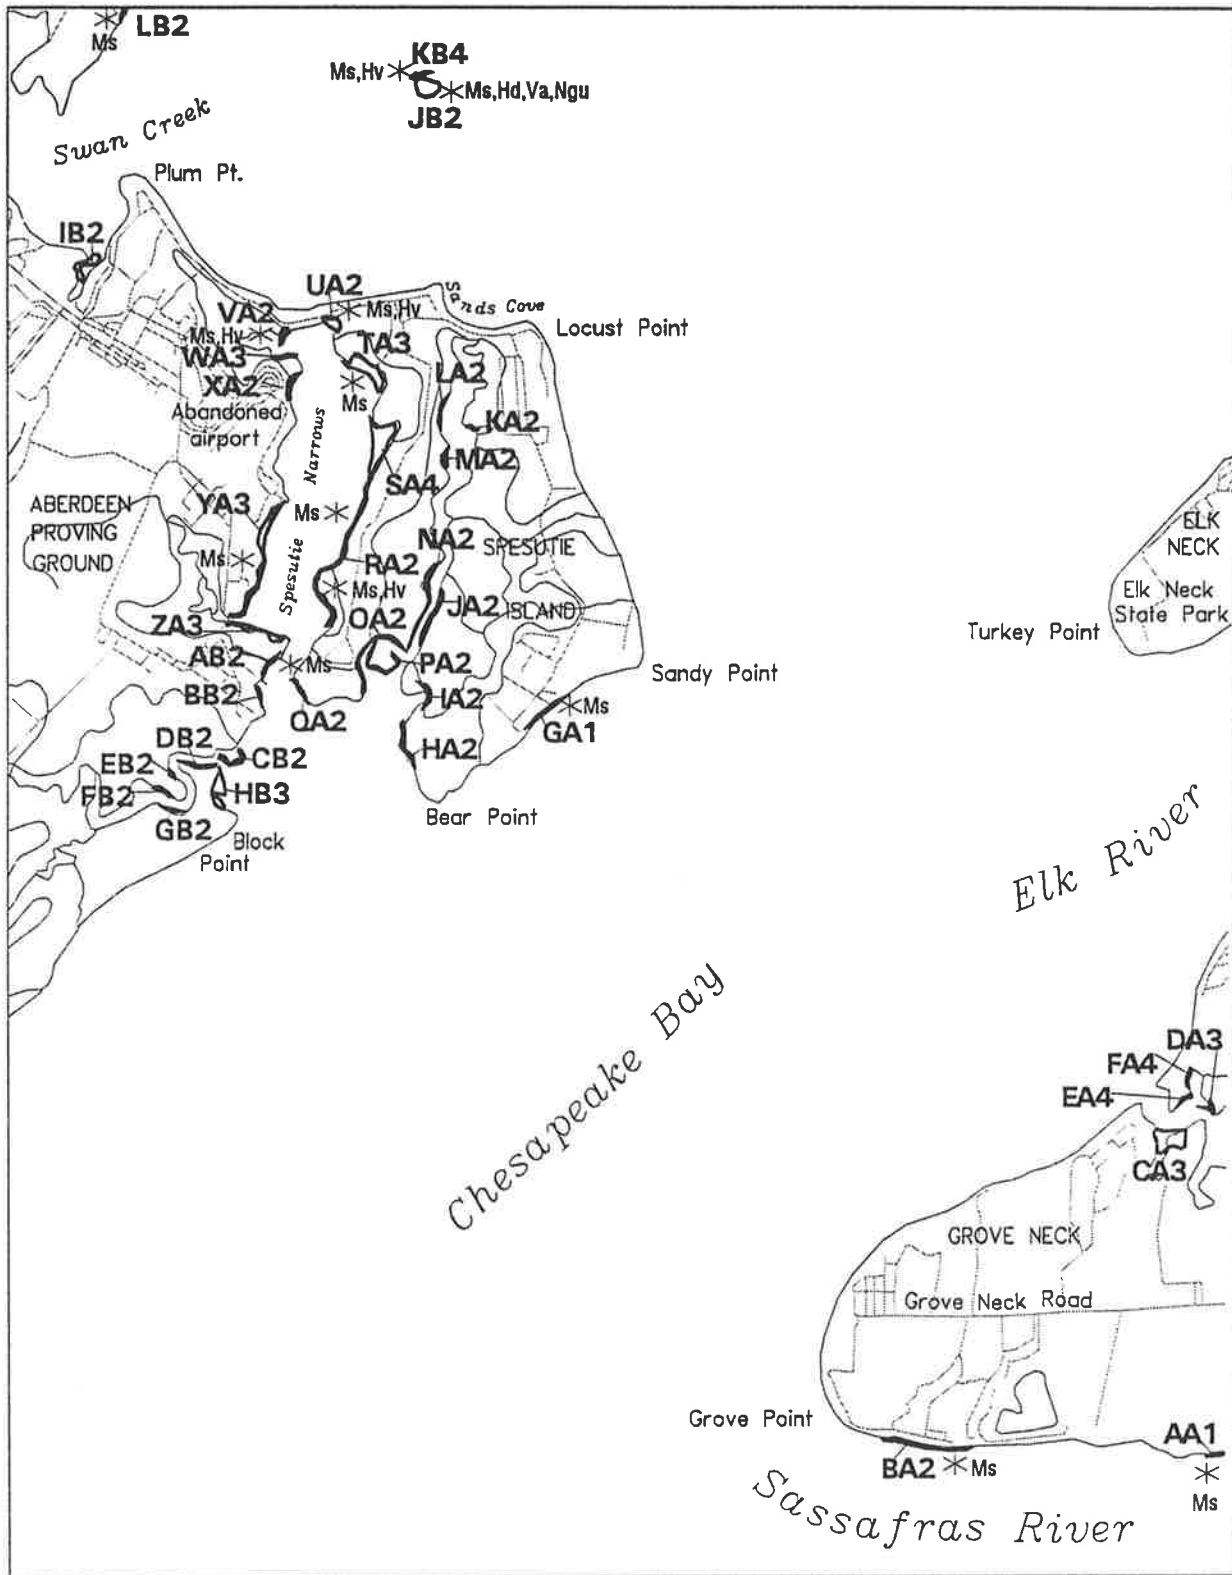 LB2
Ms
KB4
Ms,Hv
Ms,Hd,Va,Ngu
JB2
Swan Creek
Plum Pt.
IB2
UA2
Sands Cove
VA2
Ms,Hv
Ms,Hv
Locust Point
WA3
TA3
LA2
XA2
Ms
Abandoned
airport
KA2
Spesutie Narrows
MA2
SA4
YA3
ABERDEEN
PROVING
GROUND
Ms
NA2
SPESUTIE
ISLAND
Ms
RA2
Ms,Hv
JA2
OA2
ZA3
AB2
Ms
PA2
BB2
QA2
IA2
Ms
GA1
DB2
CB2
HA2
EB2
FB2
HB3
GB2
Block
Point
Bear Point
Sandy Point
ELK
NECK
Elk Neck
State Park
Turkey Point
Elk River
Chesapeake Bay
DA3
FA4
EA4
CA3
GROVE NECK
Grove Neck Road
Grove Point
BA2
Ms
AA1
Ms
Sassafras River